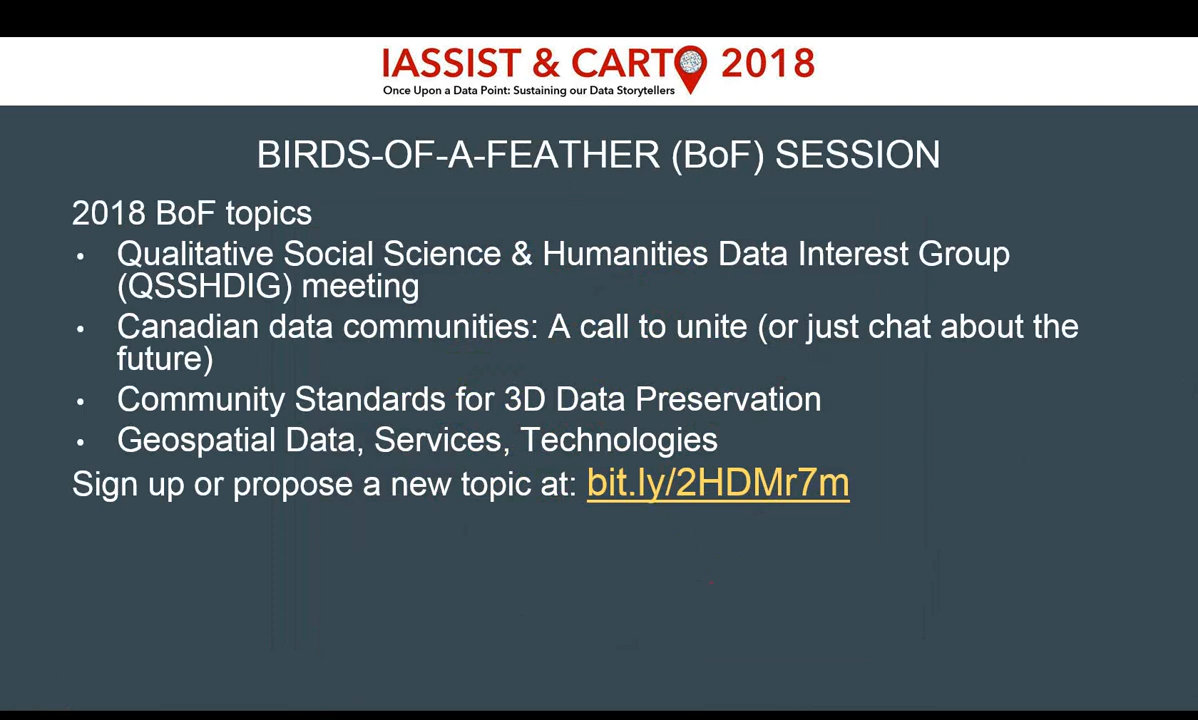 IASSIST & CARTO 2018
Once Upon a Data Point: Sustaining our Data Storytellers
BIRDS-OF-A-FEATHER (BoF) SESSION
2018 BoF topics
• Qualitative Social Science & Humanities Data Interest Group
(QSSHDIG) meeting
• Canadian data communities: A call to unite (or just chat about the
future)
• Community Standards for 3D Data Preservation
• Geospatial Data, Services, Technologies
Sign up or propose a new topic at: bit.ly/2HDMr7m